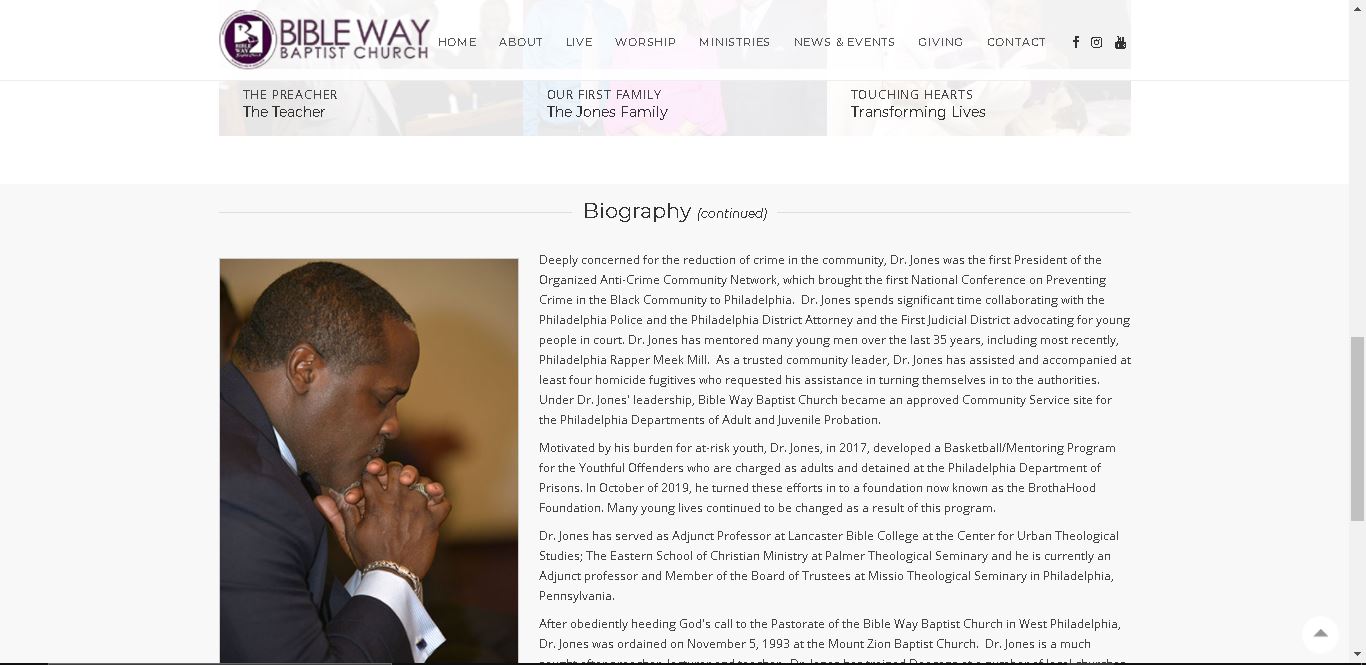 BIBLE WAY
BAPTIST CHURCH
HOME ABOUT LIVE WORSHIP MINISTRIES NEWS & EVENTS GIVING CONTACT
THE PREACHER
The Teacher
OUR FIRST FAMILY
The Jones Family
TOUCHING HEARTS
Transforming Lives
Biography (continued)
Deeply concerned for the reduction of crime in the community, Dr. Jones was the first President of the
Organized Anti-Crime Community Network, which brought the first National Conference on Preventing
Crime in the Black Community to Philadelphia.  Dr. Jones spends significant time collaborating with the
Philadelphia Police and the Philadelphia District Attorney and the First Judicial District advocating for young
people in court. Dr. Jones has mentored many young men over the last 35 years, including most recently,
Philadelphia Rapper Meek Mill.  As a trusted community leader, Dr. Jones has assisted and accompanied at
least four homicide fugitives who requested his assistance in turning themselves in to the authorities.
Under Dr. Jones' leadership, Bible Way Baptist Church became an approved Community Service site for
the Philadelphia Departments of Adult and Juvenile Probation.
Motivated by his burden for at-risk youth, Dr. Jones, in 2017, developed a Basketball/Mentoring Program
for the Youthful Offenders who are charged as adults and detained at the Philadelphia Department of
Prisons. In October of 2019, he turned these efforts in to a foundation now known as the BrothaHood
Foundation. Many young lives continued to be changed as a result of this program.
Dr. Jones has served as Adjunct Professor at Lancaster Bible College at the Center for Urban Theological
Studies; The Eastern School of Christian Ministry at Palmer Theological Seminary and he is currently an
Adjunct professor and Member of the Board of Trustees at Missio Theological Seminary in Philadelphia,
Pennsylvania.
After obediently heeding God's call to the Pastorate of the Bible Way Baptist Church in West Philadelphia,
Dr. Jones was ordained on November 5, 1993 at the Mount Zion Baptist Church.  Dr. Jones is a much
sought after preacher, lecturer and teacher.  Dr. Jones has trained Deacons at a number of local churches